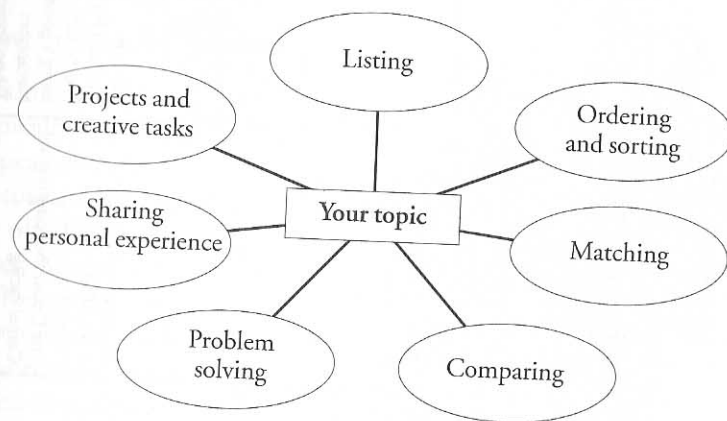 Listing
Projects and
creative tasks
Ordering
and sorting
Your topic
Sharing
personal experience
Matching
Problem
solving
Comparing